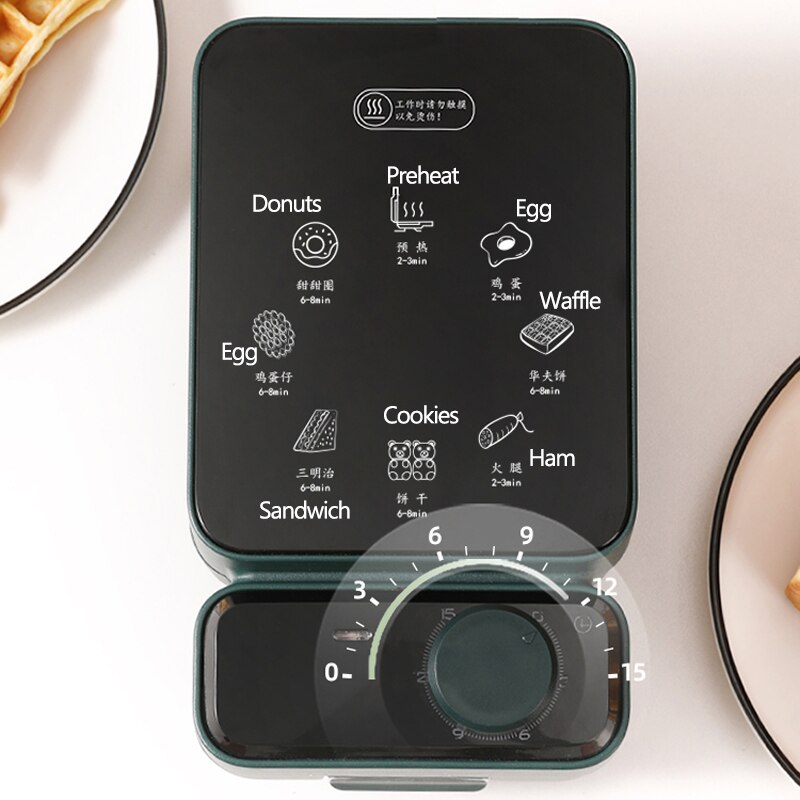 工作时请勿触摸
以免烫伤!
Preheat
预热
2-3min
Donuts
甜甜圈
6-8min
Egg
鸡蛋
2-3min
Waffle
华夫饼
6-8min
Egg
鸡蛋仔
6-8min
Cookies
饼干
6-8min
三明治
6-8min
Sandwich
火腿
2-3min
Ham
0
3
6
9
12
15
15
6
9